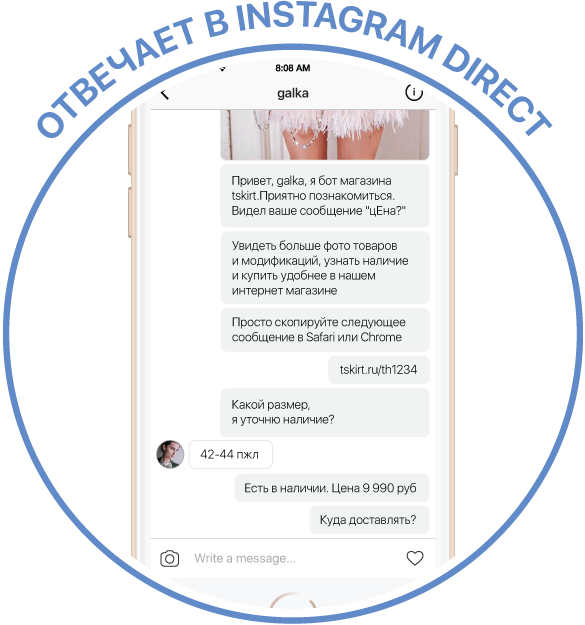 ОТВЕЧАЕТ В INSTAGRAM DIRECT
8:08 AM
galka
Привет, galka, я бот магазина
tskirt.Приятно познакомиться.
Видел ваше сообщение "цЕна?"
Увидеть больше фото товаров
и модификаций, узнать наличие
и купить удобнее в нашем
интернет магазине
Просто скопируйте следующее
сообщение в Safari или Chrome
tskirt.ru/th1234
Какой размер,
я уточню наличие?
42-44 пжл
Есть в наличии. Цена 9 990 руб
Куда доставлять?
Write a message...